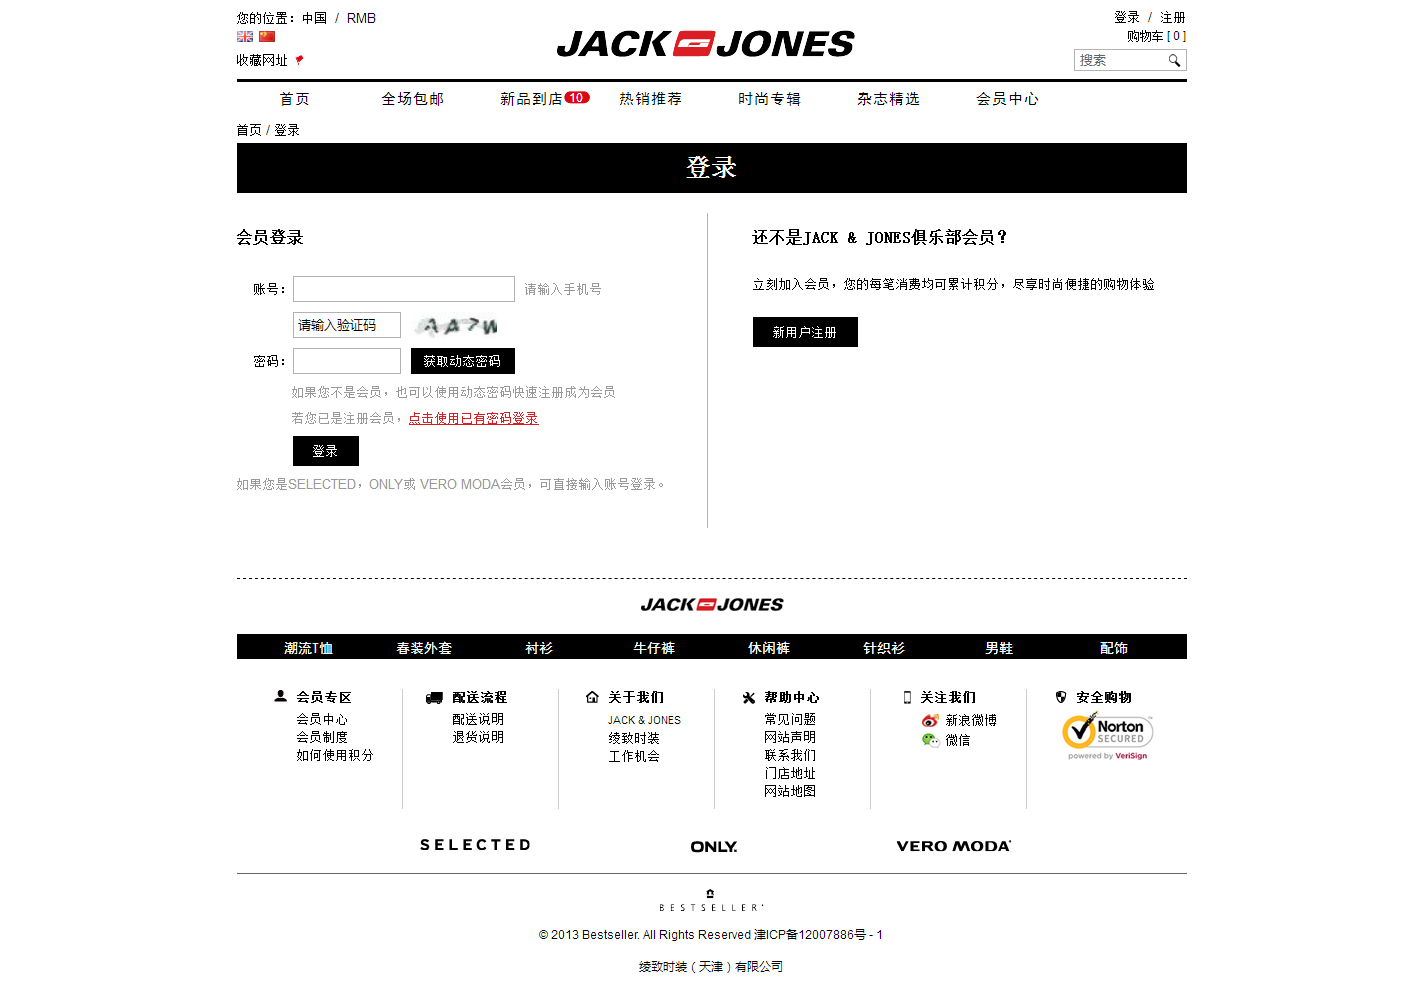 您的位置：中国 / RMB
登录 / 注册
购物车 [ 0 ]
收藏网址
JACK JONES
搜索
首页 全场包邮 新品到店 10 热销推荐 时尚专辑 杂志精选 会员中心
首页 / 登录
登录
会员登录
账号： 请输入手机号
请输入验证码 AA7W
密码： 获取动态密码
如果您不是会员，也可以使用动态密码快速注册成为会员
若您已是注册会员，点击使用已有密码登录
登录
如果您是SELECTED，ONLY或 VERO MODA会员，可直接输入账号登录。
还不是JACK & JONES俱乐部会员？
立刻加入会员，您的每笔消费均可累计积分，尽享时尚便捷的购物体验
新用户注册
JACK JONES
潮流T恤 春装外套 衬衫 牛仔裤 休闲裤 针织衫 男鞋 配饰
会员专区
会员中心
会员制度
如何使用积分
配送流程
配送说明
退货说明
关于我们
JACK & JONES
绫致时装
工作机会
帮助中心
常见问题
网站声明
联系我们
门店地址
网站地图
关注我们
新浪微博
微信
安全购物
Norton
SECURED
powered by VeriSign
SELECTED ONLY. VERO MODA
BESTSELLER
© 2013 Bestseller. All Rights Reserved 津ICP备12007886号 - 1
绫致时装（天津）有限公司